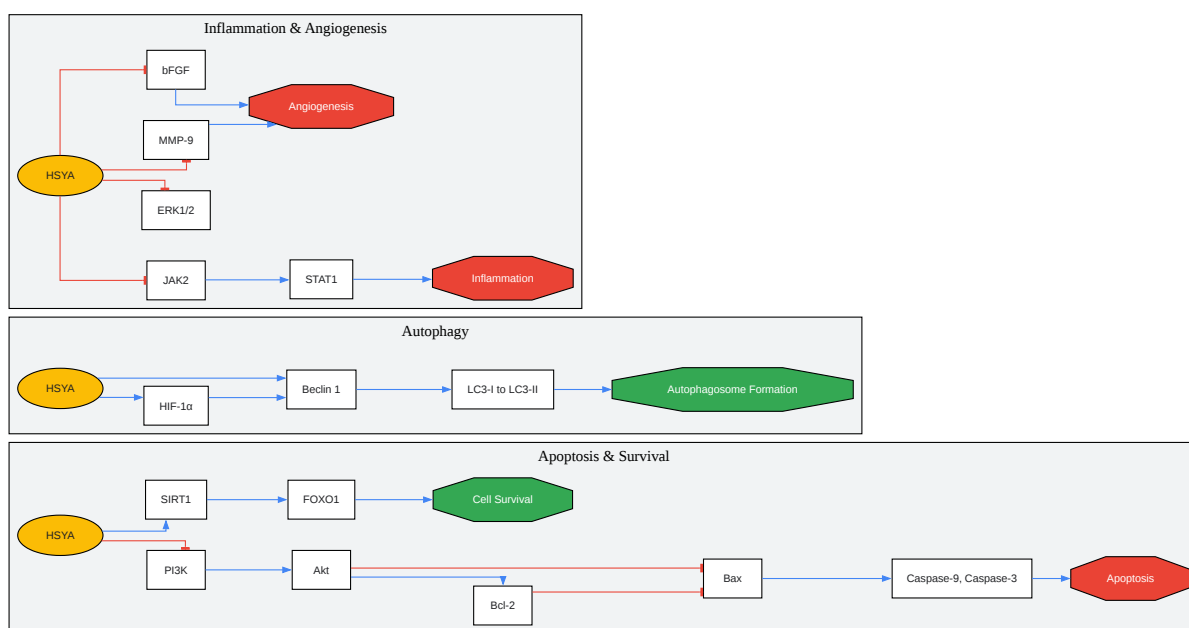 Inflammation & Angiogenesis
bFGF
Angiogenesis
MMP-9
HSYA
ERK1/2
JAK2
STAT1
Inflammation
Autophagy
HSYA
HIF-1α
Beclin 1
LC3-I to LC3-II
Autophagosome Formation
Apoptosis & Survival
SIRT1
FOXO1
Cell Survival
HSYA
PI3K
Akt
Bcl-2
Bax
Caspase-9, Caspase-3
Apoptosis